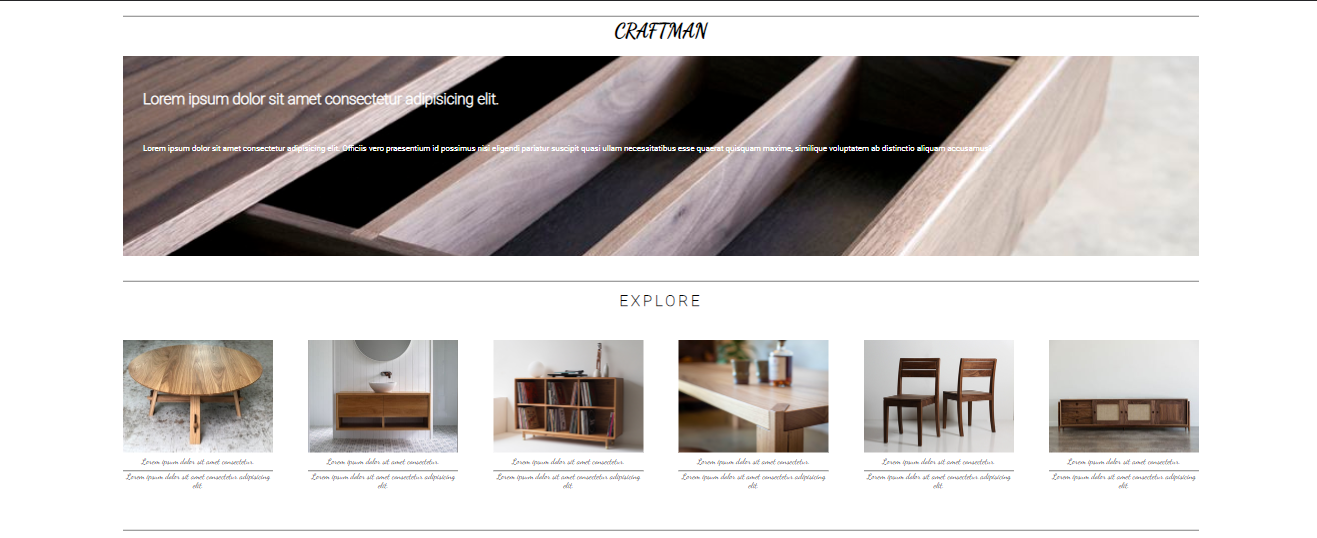 CRAFTMAN
Lorem ipsum dolor sit amet consectetur adipisicing elit.
Lorem ipsum dolor sit amet consectetur adipisicing elit. Officiis vero praesentium id possimus nisi eligendi pariatur suscipit quasi ullam necessitatibus esse quaerat quisquam maxime, similique voluptatem ab distinctio aliquam accusamus?
EXPLORE
Lorem ipsum dolor sit amet consectetur.
Lorem ipsum dolor sit amet consectetur adipisicing
elit.
Lorem ipsum dolor sit amet consectetur.
Lorem ipsum dolor sit amet consectetur adipisicing
elit.
Lorem ipsum dolor sit amet consectetur.
Lorem ipsum dolor sit amet consectetur adipisicing
elit.
Lorem ipsum dolor sit amet consectetur.
Lorem ipsum dolor sit amet consectetur adipisicing
elit.
Lorem ipsum dolor sit amet consectetur.
Lorem ipsum dolor sit amet consectetur adipisicing
elit.
Lorem ipsum dolor sit amet consectetur.
Lorem ipsum dolor sit amet consectetur adipisicing
elit.